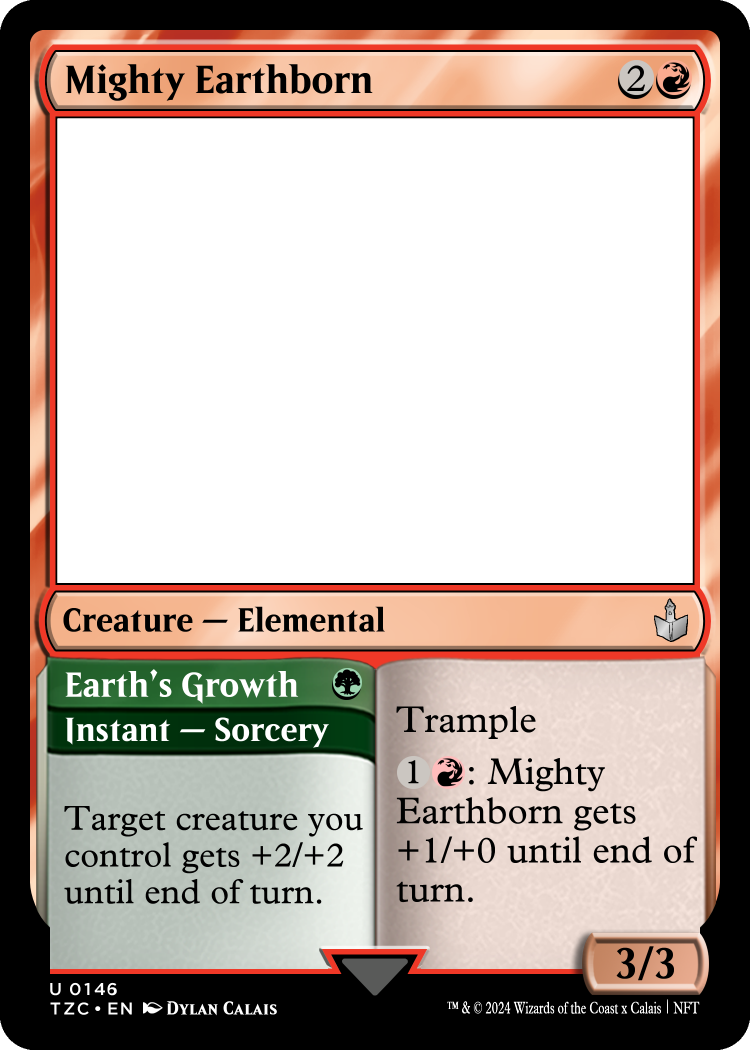 Mighty Earthborn 2
Creature — Elemental
Earth's Growth
Instant — Sorcery
Target creature you
control gets +2/+2
until end of turn.
Trample
1 : Mighty
Earthborn gets
+1/+0 until end of
turn.
3/3
U 0146
TZC • EN DYLAN CALAIS
™ & © 2024 Wizards of the Coast x Calais | NFT